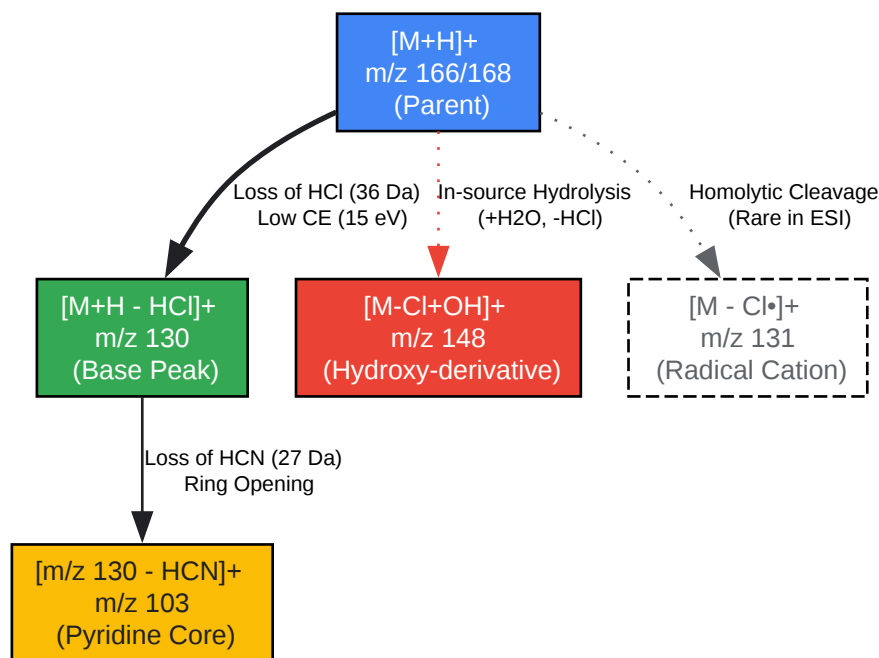 [M+H]+
m/z 166/168
(Parent)
Loss of HCl (36 Da)
Low CE (15 eV)
In-source Hydrolysis
(+H2O, -HCl)
Homolytic Cleavage
(Rare in ESI)
[M+H - HCl]+
m/z 130
(Base Peak)
[M-Cl+OH]+
m/z 148
(Hydroxy-derivative)
[M - Cl•]+
m/z 131
(Radical Cation)
Loss of HCN (27 Da)
Ring Opening
[m/z 130 - HCN]+
m/z 103
(Pyridine Core)